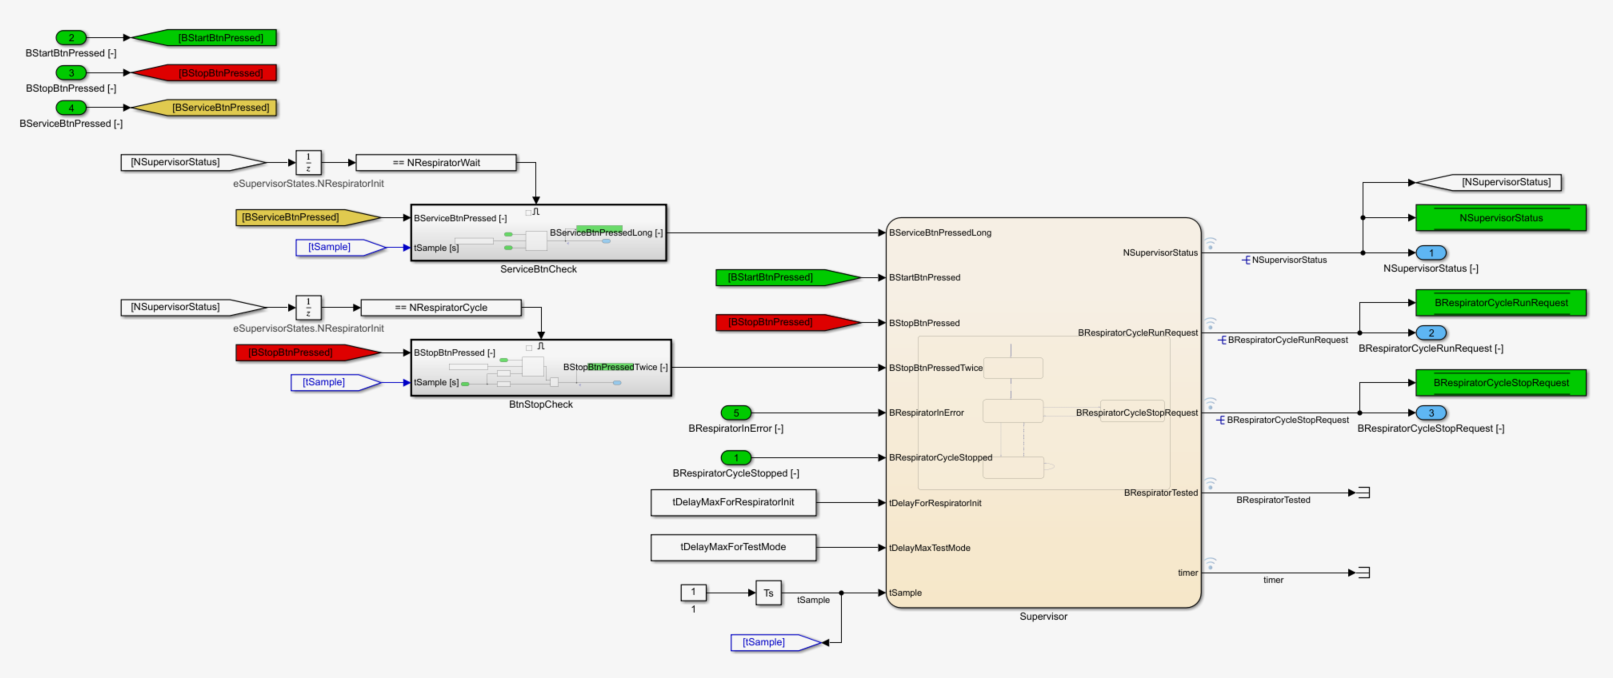 2
[BStartBtnPressed]
BStartBtnPressed [-]
3
[BStopBtnPressed]
BStopBtnPressed [-]
4
[BServiceBtnPressed]
BServiceBtnPressed [-]
[NSupervisorStatus]
1
z
== NRespiratorWait
eSupervisorStates.NRespiratorInit
[BServiceBtnPressed]
BServiceBtnPressed [-]
BServiceBtnPressedLong [-]
[tSample]
tSample [s]
ServiceBtnCheck
[NSupervisorStatus]
1
z
== NRespiratorCycle
eSupervisorStates.NRespiratorInit
[BStopBtnPressed]
BStopBtnPressed [-]
BStopBtnPressedTwice [-]
[tSample]
tSample [s]
BtnStopCheck
[BStartBtnPressed]
[BStopBtnPressed]
5
BRespiratorInError [-]
1
BRespiratorCycleStopped [-]
tDelayMaxForRespiratorInit
tDelayMaxForTestMode
1
1
Ts
tSample
[tSample]
BServiceBtnPressedLong
BStartBtnPressed
BStopBtnPressed
BStopBtnPressedTwice
BRespiratorInError
BRespiratorCycleStopped
tDelayForRespiratorInit
tDelayMaxTestMode
tSample
NSupervisorStatus
BRespiratorCycleRunRequest
BRespiratorCycleStopRequest
BRespiratorTested
timer
Supervisor
[NSupervisorStatus]
NSupervisorStatus
NSupervisorStatus
1
NSupervisorStatus [-]
BRespiratorCycleRunRequest
BRespiratorCycleRunRequest
2
BRespiratorCycleRunRequest [-]
BRespiratorCycleStopRequest
BRespiratorCycleStopRequest
3
BRespiratorCycleStopRequest [-]
BRespiratorTested
timer